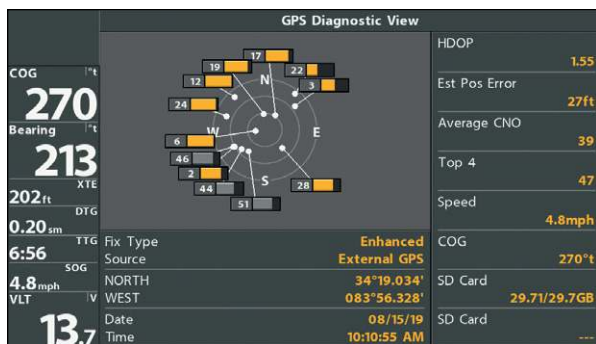 GPS Diagnostic View
COG °t
270
Bearing °t
213
XTE
202ft
DTG
0.20sm
TTG
6:56
SOG
4.8mph
VLT V
13.7
17
19
22
12
3
N
24
W
E
6
46
2
44
S
28
51
Fix Type Enhanced
Source External GPS
NORTH 34°19.034'
WEST 083°56.328'
Date 08/15/19
Time 10:10:55 AM
HDOP
1.55
Est Pos Error
27ft
Average CNO
39
Top 4
47
Speed
4.8mph
COG
270°t
SD Card
29.71/29.7GB
SD Card
---